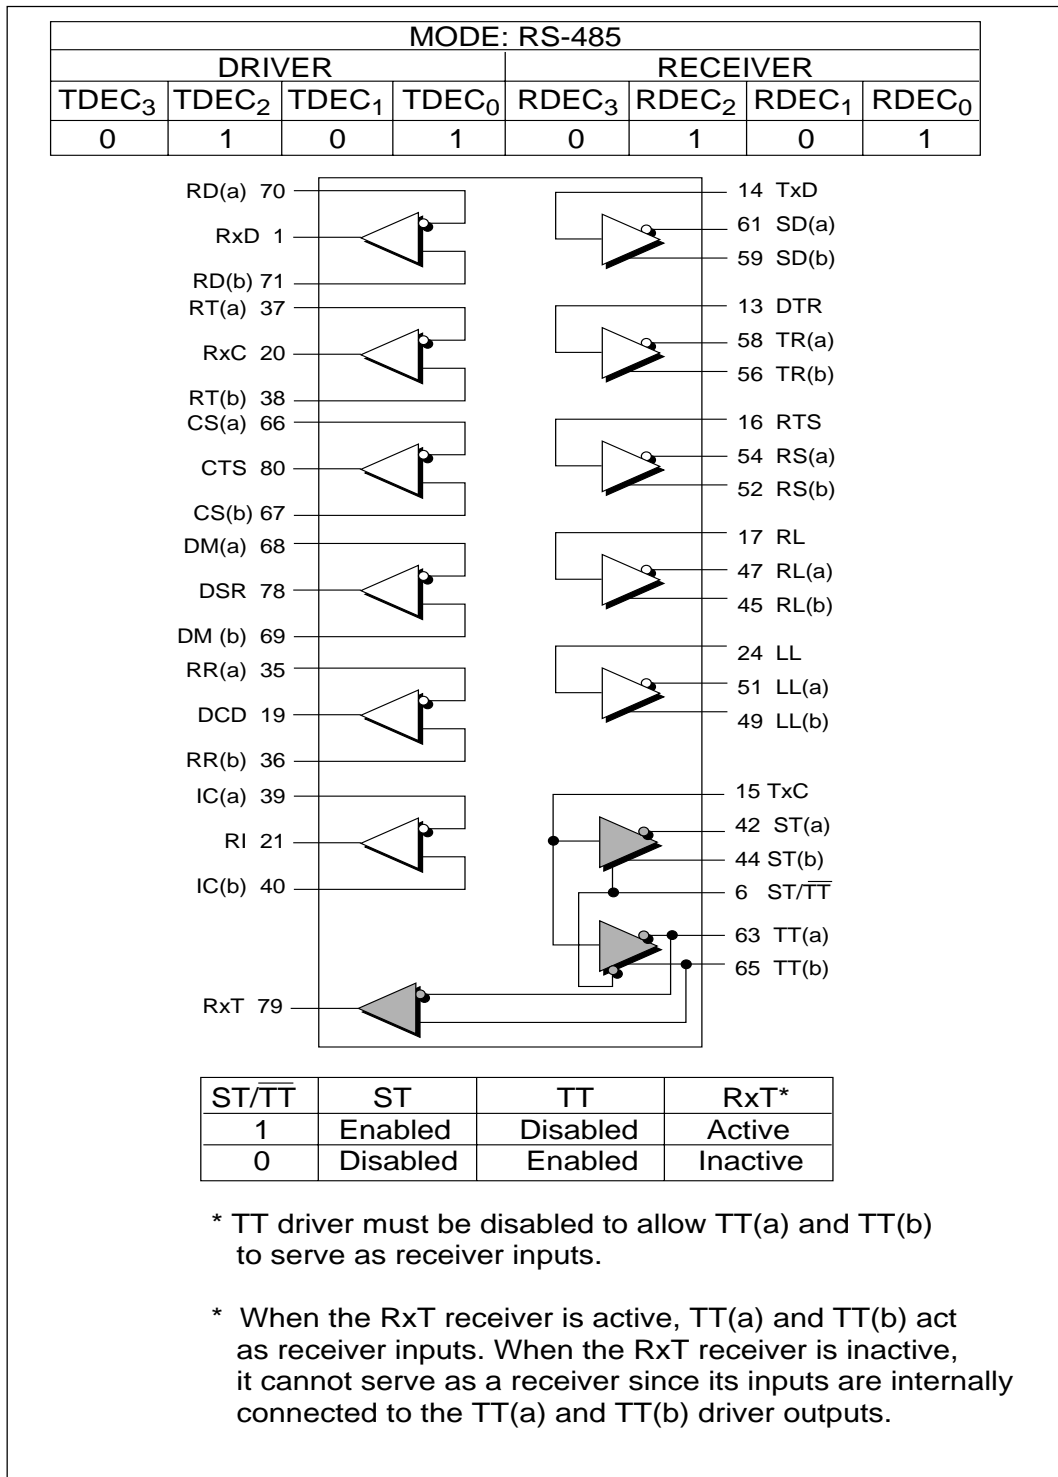 MODE: RS-485
DRIVER RECEIVER
TDEC3 TDEC2 TDEC1 TDEC0 RDEC3 RDEC2 RDEC1 RDEC0
0 1 0 1 0 1 0 1
RD(a) 70
RxD 1
RD(b) 71
RT(a) 37
RxC 20
RT(b) 38
CS(a) 66
CTS 80
CS(b) 67
DM(a) 68
DSR 78
DM (b) 69
RR(a) 35
DCD 19
RR(b) 36
IC(a) 39
RI 21
IC(b) 40
RxT 79
14 TxD
61 SD(a)
59 SD(b)
13 DTR
58 TR(a)
56 TR(b)
16 RTS
54 RS(a)
52 RS(b)
17 RL
47 RL(a)
45 RL(b)
24 LL
51 LL(a)
49 LL(b)
15 TxC
42 ST(a)
44 ST(b)
6 ST/T̅T̅
63 TT(a)
65 TT(b)
ST/T̅T̅ ST TT RxT*
1 Enabled Disabled Active
0 Disabled Enabled Inactive
* TT driver must be disabled to allow TT(a) and TT(b)
to serve as receiver inputs.
* When the RxT receiver is active, TT(a) and TT(b) act
as receiver inputs. When the RxT receiver is inactive,
it cannot serve as a receiver since its inputs are internally
connected to the TT(a) and TT(b) driver outputs.